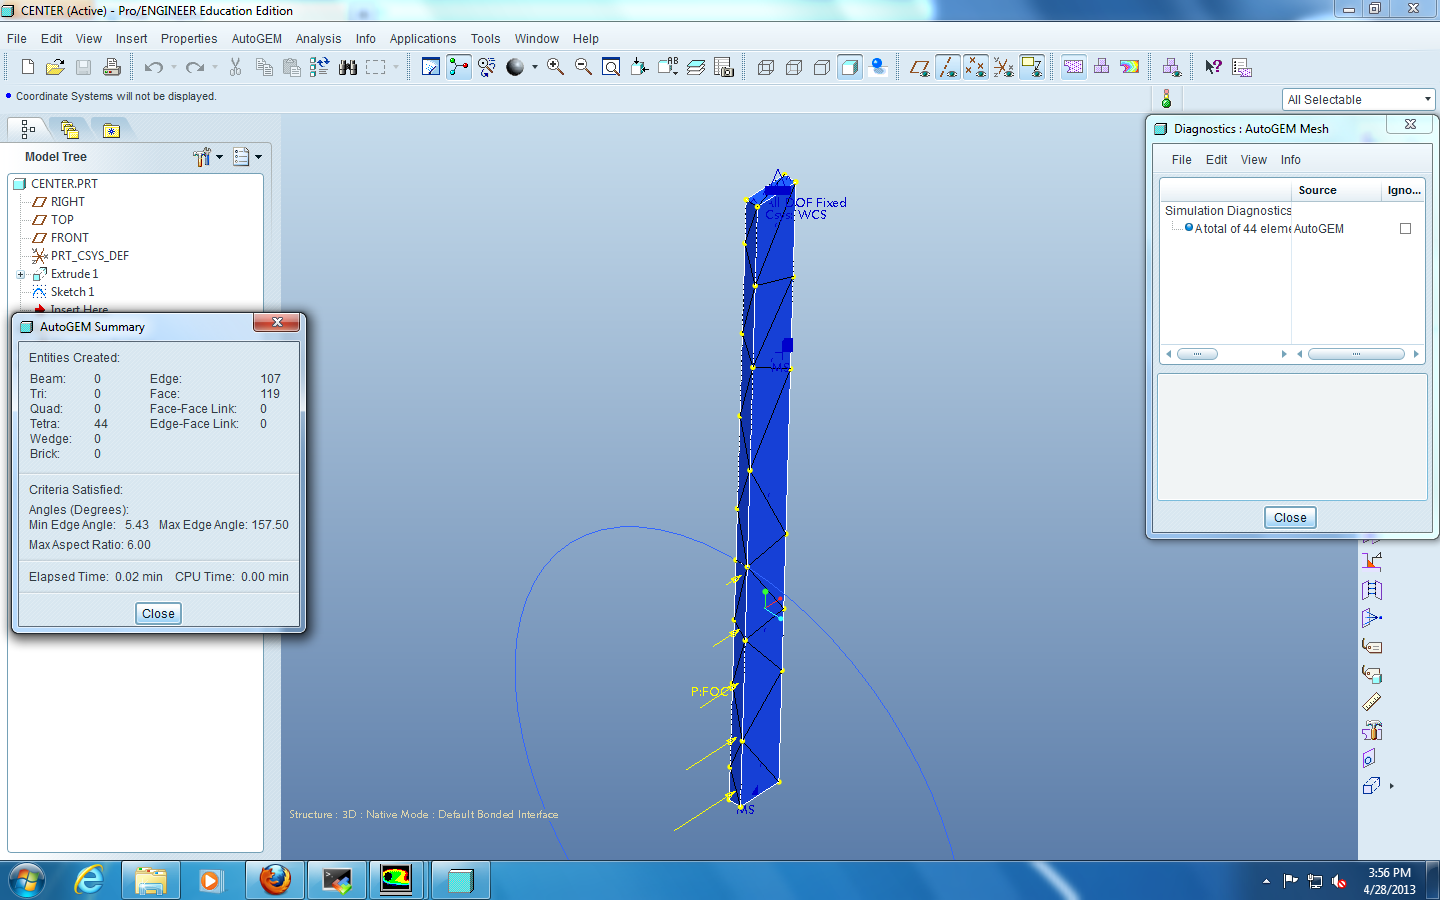 CENTER (Active) - Pro/ENGINEER Education Edition
File Edit View Insert Properties AutoGEM Analysis Info Applications Tools Window Help
Coordinate Systems will not be displayed.
All Selectable
Model Tree
CENTER.PRT
RIGHT
TOP
FRONT
PRT_CSYS_DEF
Extrude 1
Sketch 1
Insert Here
AutoGEM Summary
Entities Created:
Beam: 0 Edge: 107
Tri: 0 Face: 119
Quad: 0 Face-Face Link: 0
Tetra: 44 Edge-Face Link: 0
Wedge: 0
Brick: 0
Criteria Satisfied:
Angles (Degrees):
Min Edge Angle: 5.43 Max Edge Angle: 157.50
Max Aspect Ratio: 6.00
Elapsed Time: 0.02 min CPU Time: 0.00 min
Close
All DOF Fixed
Csys: WCS
MS
P:FOC
MS
Structure : 3D : Native Mode : Default Bonded Interface
Diagnostics : AutoGEM Mesh
File Edit View Info
Source Igno...
Simulation Diagnostics
A total of 44 eleme AutoGEM
Close
3:56 PM
4/28/2013